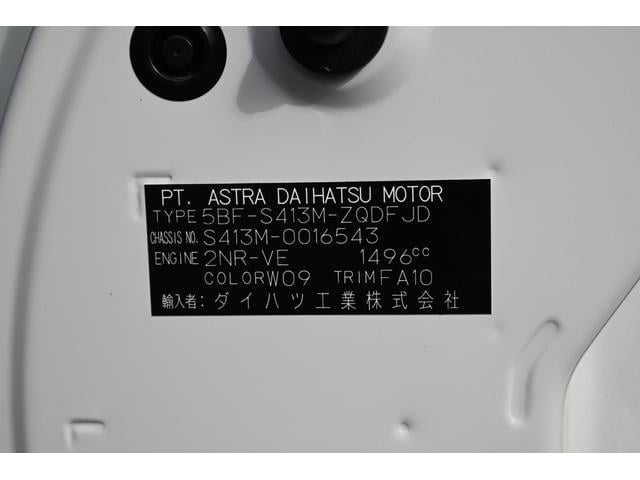 PT. ASTRA DAIHATSU MOTOR
TYPE 5BF-S413M-ZQDFJD
CHASSIS NO. S413M-0016543
ENGINE 2NR-VE 1496cc
COLOR W09 TRIM FA10
輸入者: ダイハツ工業株式会社